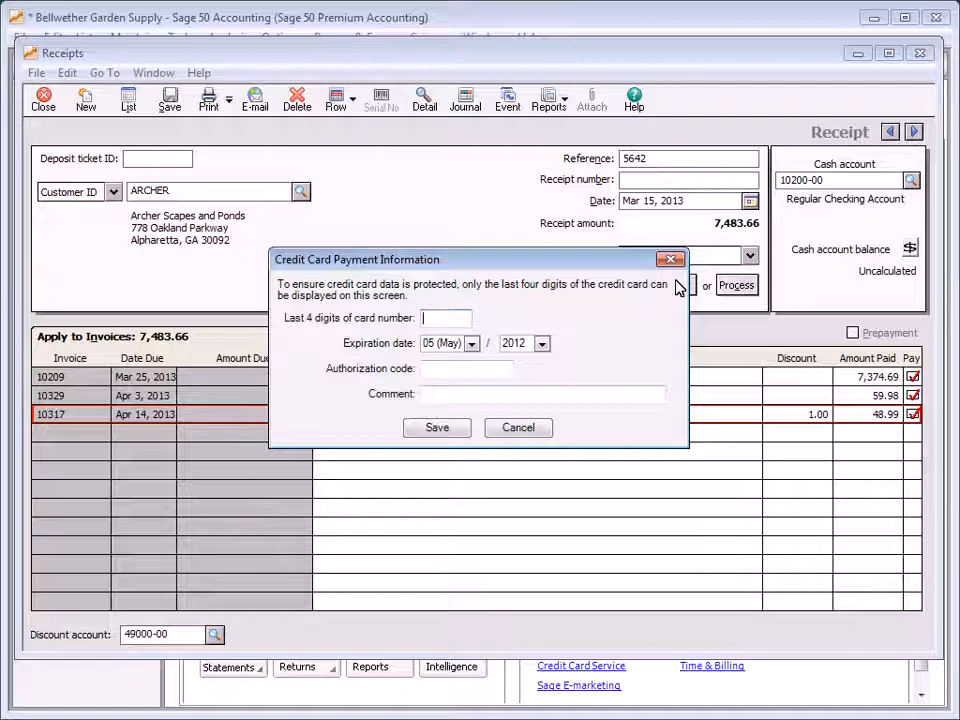 * Bellwether Garden Supply - Sage 50 Accounting (Sage 50 Premium Accounting)
Receipts
File Edit Go To Window Help
Close New List Save Print E-mail Delete Row Serial No Detail Journal Event Reports Attach Help
Receipt
Deposit ticket ID:
Reference: 5642
Cash account
Customer ID ARCHER
Receipt number:
10200-00
Date: Mar 15, 2013
Regular Checking Account
Archer Scapes and Ponds
778 Oakland Parkway
Alpharetta, GA 30092
Receipt amount: 7,483.66
Cash account balance
Uncalculated
or Process
Credit Card Payment Information
To ensure credit card data is protected, only the last four digits of the credit card can
be displayed on this screen.
Last 4 digits of card number:
Expiration date: 05 (May) / 2012
Authorization code:
Comment:
Save Cancel
Apply to Invoices: 7,483.66
Prepayment
Invoice Date Due Amount Due Discount Amount Paid Pay
10209 Mar 25, 2013 7,374.69
10329 Apr 3, 2013 59.98
10317 Apr 14, 2013 1.00 48.99
Discount account: 49000-00
Statements Returns Reports Intelligence
Credit Card Service Time & Billing
Sage E-marketing